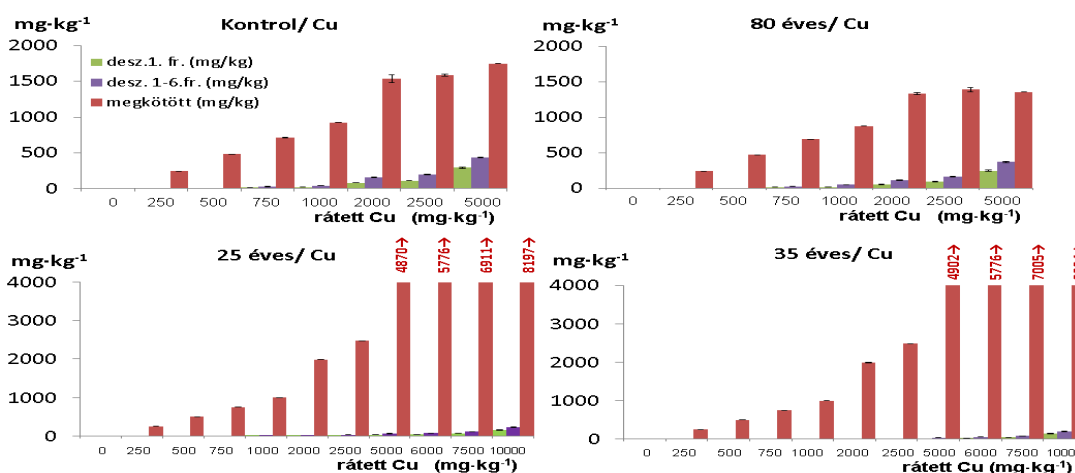 mg·kg⁻¹
Kontrol/ Cu
2000
1500
1000
500
0
desz.1. fr. (mg/kg)
desz. 1-6.fr. (mg/kg)
megkötött (mg/kg)
0 250 500 750 1000 2000 2500 5000
rátett Cu (mg·kg⁻¹)
mg·kg⁻¹
80 éves/ Cu
2000
1500
1000
500
0
0 250 500 750 1000 2000 2500 5000
rátett Cu (mg·kg⁻¹)
mg·kg⁻¹
25 éves/ Cu
4870→ 5776→ 6911→ 8197→
4000
3000
2000
1000
0
0 250 500 750 1000 2000 2500 5000 6000 7500 10000
rátett Cu (mg·kg⁻¹)
mg·kg⁻¹
35 éves/ Cu
4902→ 5776→ 7005→
4000
3000
2000
1000
0
0 250 500 750 1000 2000 2500 5000 6000 7500 1000
rátett Cu (mg·kg⁻¹)